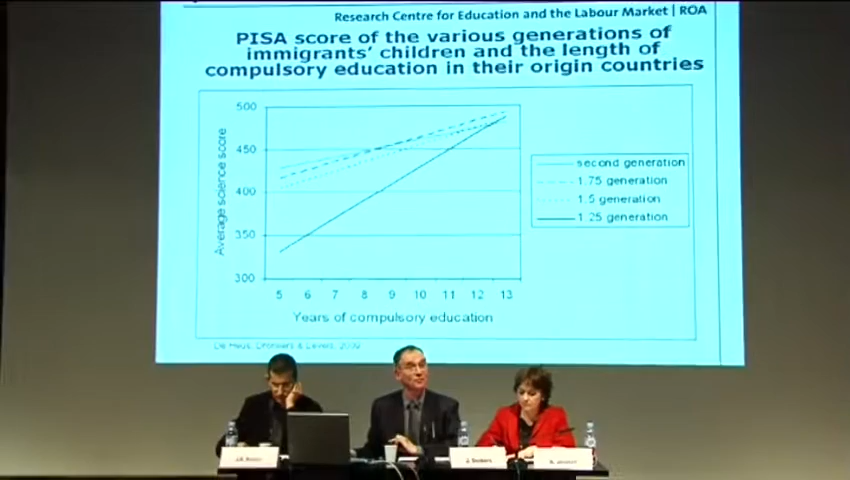 Research Centre for Education and the Labour Market | ROA
PISA score of the various generations of
immigrants' children and the length of
compulsory education in their origin countries
500
450
400
350
300
Average science score
5 6 7 8 9 10 11 12 13
Years of compulsory education
second generation
1.75 generation
1.5 generation
1.25 generation